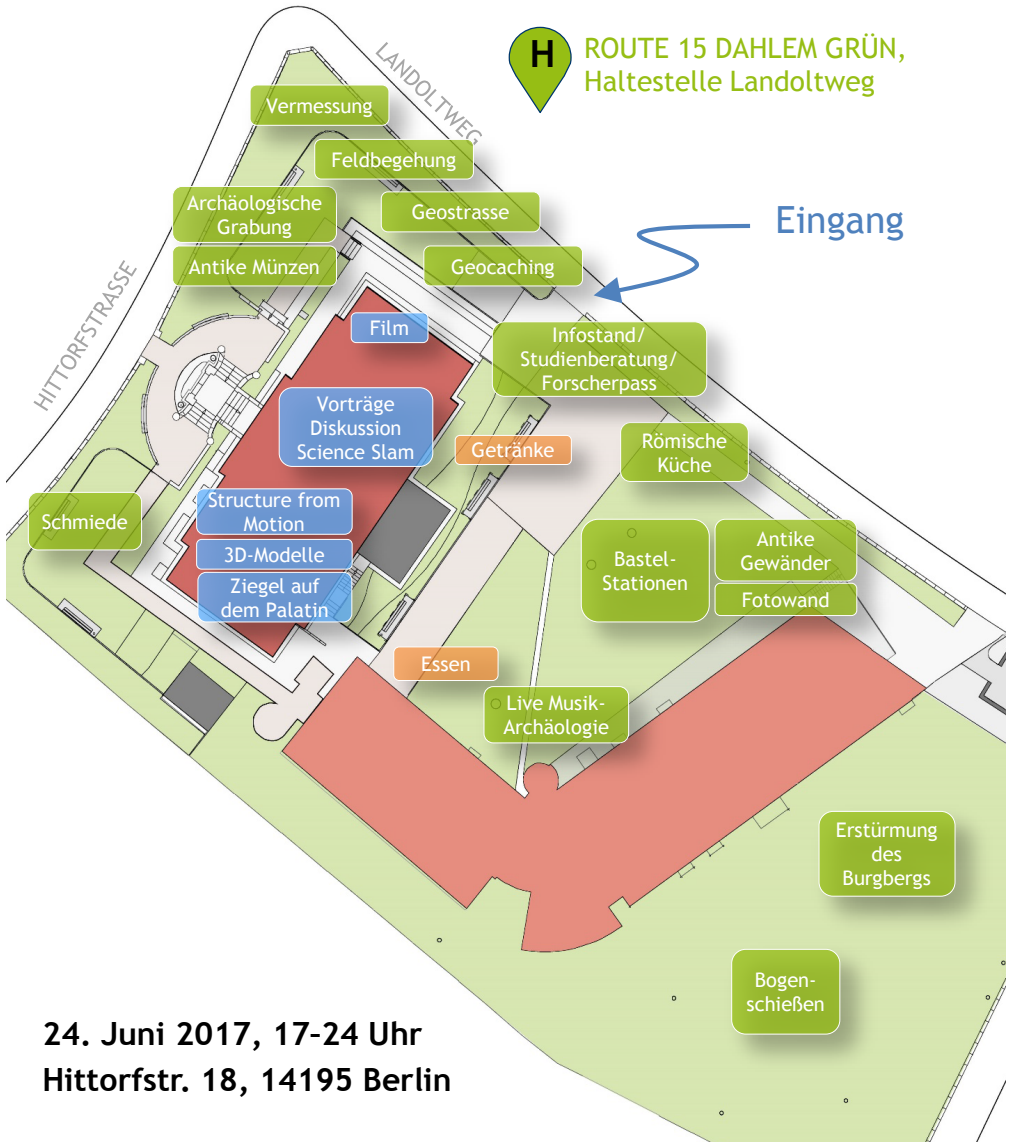 H
ROUTE 15 DAHLEM GRÜN,
Haltestelle Landoltweg
LANDOLTWEG
HITTORFSTRASSE
Eingang
Vermessung
Feldbegehung
Archäologische
Grabung
Geostrasse
Antike Münzen
Geocaching
Film
Infostand/
Studienberatung/
Forscherpass
Vorträge
Diskussion
Science Slam
Getränke
Römische
Küche
Schmiede
Structure from
Motion
3D-Modelle
Ziegel auf
dem Palatin
Bastel-
Stationen
Antike
Gewänder
Fotowand
Essen
Live Musik-
Archäologie
Erstürmung
des
Burgbergs
Bogen-
schießen
24. Juni 2017, 17–24 Uhr
Hittorfstr. 18, 14195 Berlin